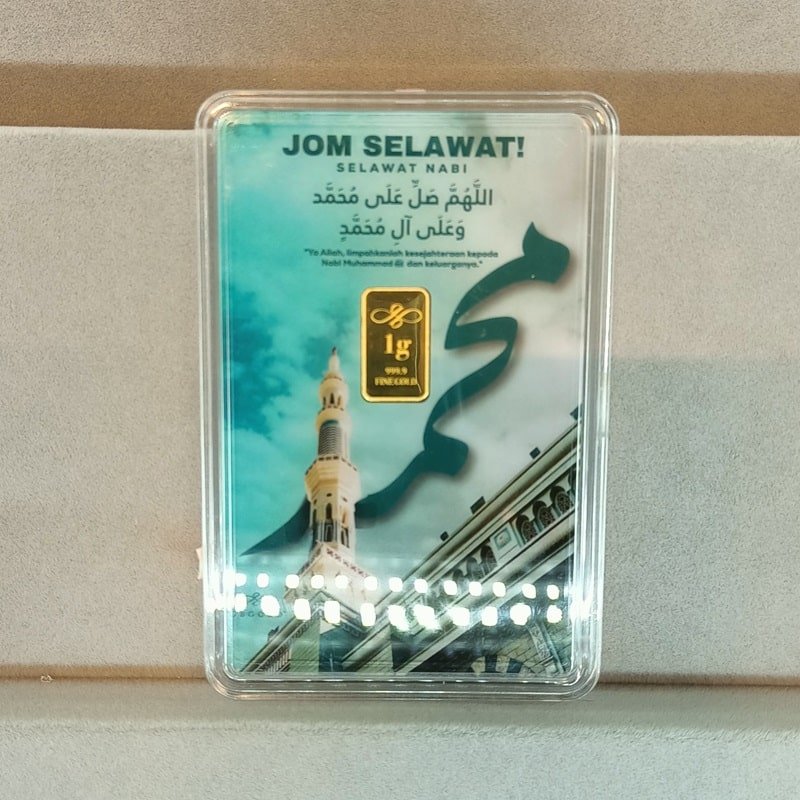 JOM SELAWAT!
SELAWAT NABI
اللَّهُمَّ صَلِّ عَلَى مُحَمَّد
وَعَلَى آلِ مُحَمَّدٍ
"Ya Allah, limpahkanlah kesejahteraan kepada
Nabi Muhammad ﷺ dan keluarganya."
محمد
1g
999.9
FINE GOLD